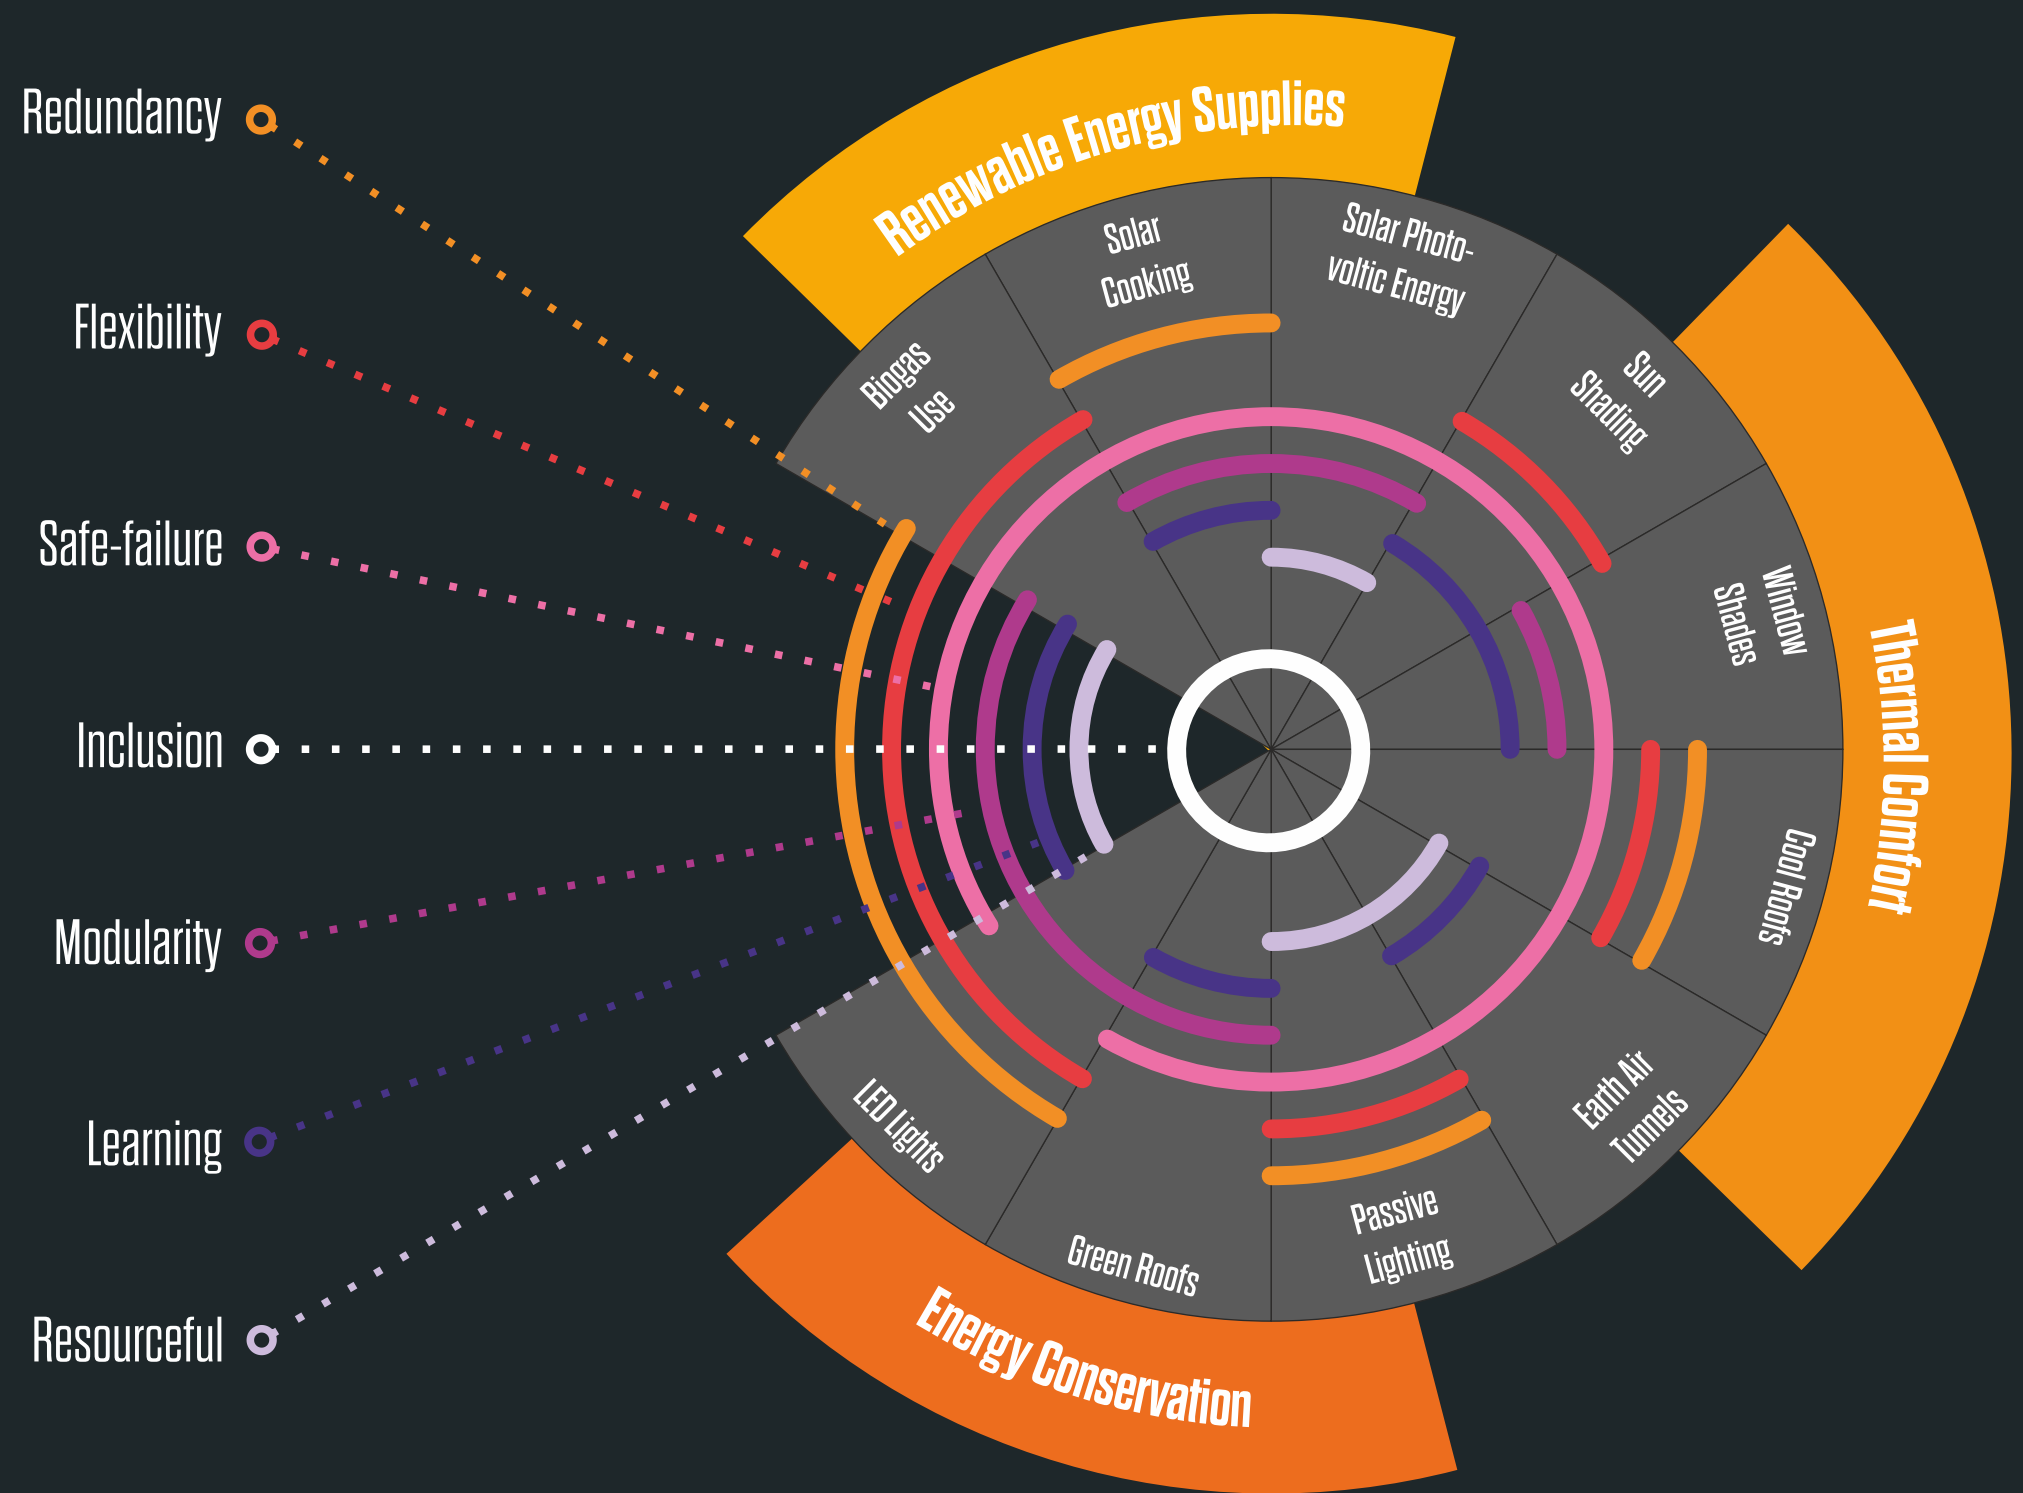 Redundancy
Flexibility
Safe-failure
Inclusion
Modularity
Learning
Resourceful
Renewable Energy Supplies
Biogas
Use
Solar
Cooking
Solar Photo-
voltic Energy
Thermal Comfort
Sun
Shading
Window
Shades
Cool Roofs
Earth Air
Tunnels
Energy Conservation
Passive
Lighting
Green Roofs
LED Lights